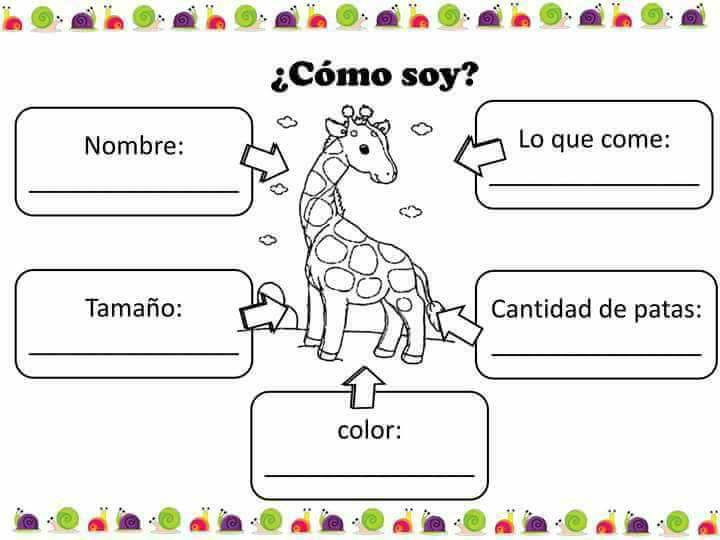 ¿Cómo soy?
Nombre:
Lo que come:
Tamaño:
Cantidad de patas:
color: